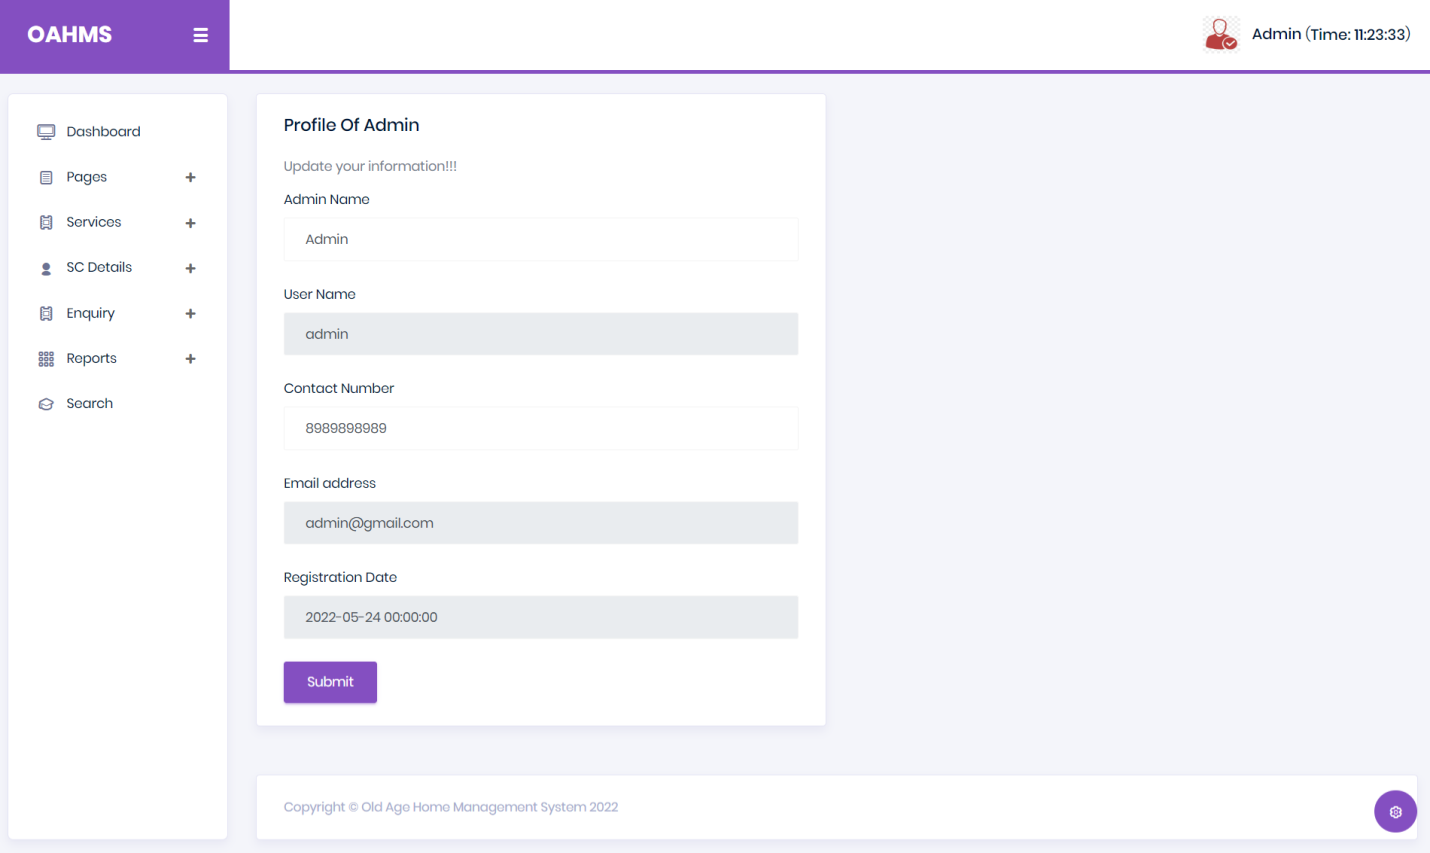 OAHMS
Admin (Time: 11:23:33)
Dashboard
Pages
Services
SC Details
Enquiry
Reports
Search
Profile Of Admin
Update your information!!!
Admin Name
Admin
User Name
admin
Contact Number
8989898989
Email address
admin@gmail.com
Registration Date
2022-05-24 00:00:00
Submit
Copyright © Old Age Home Management System 2022